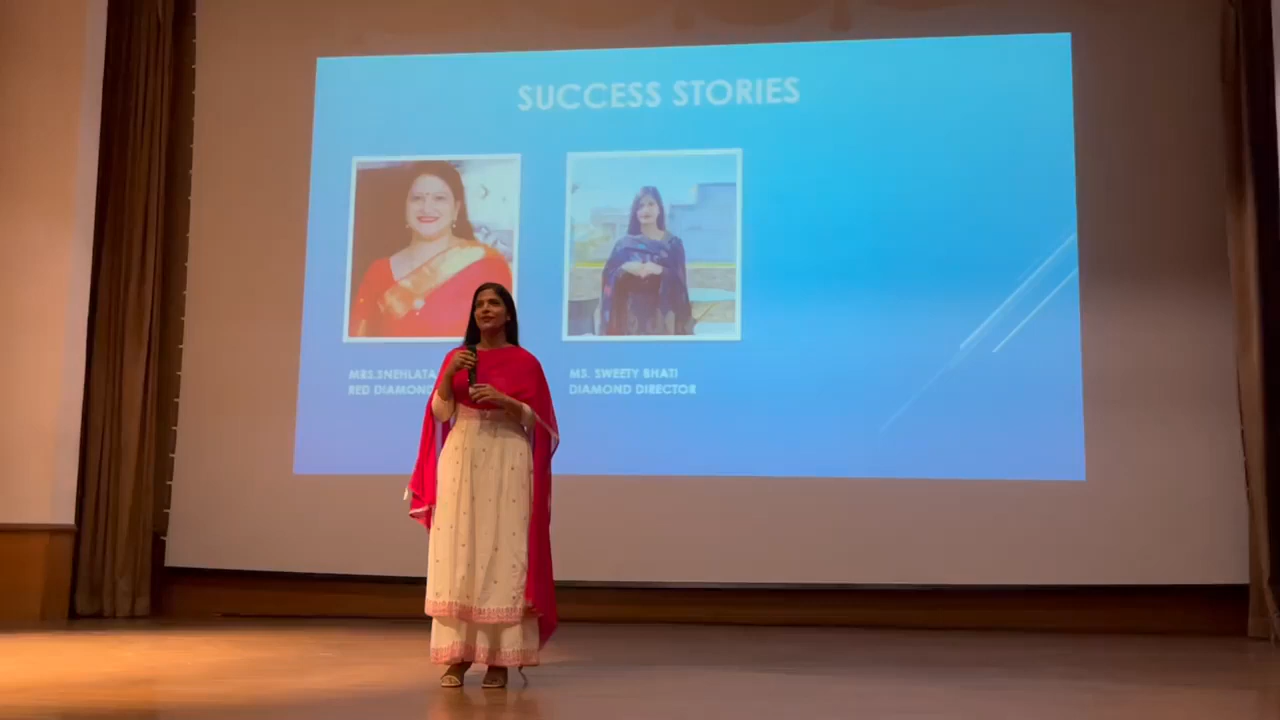 SUCCESS STORIES
MRS.SNEHLATA
RED DIAMOND
MS. SWEETY BHATI
DIAMOND DIRECTOR